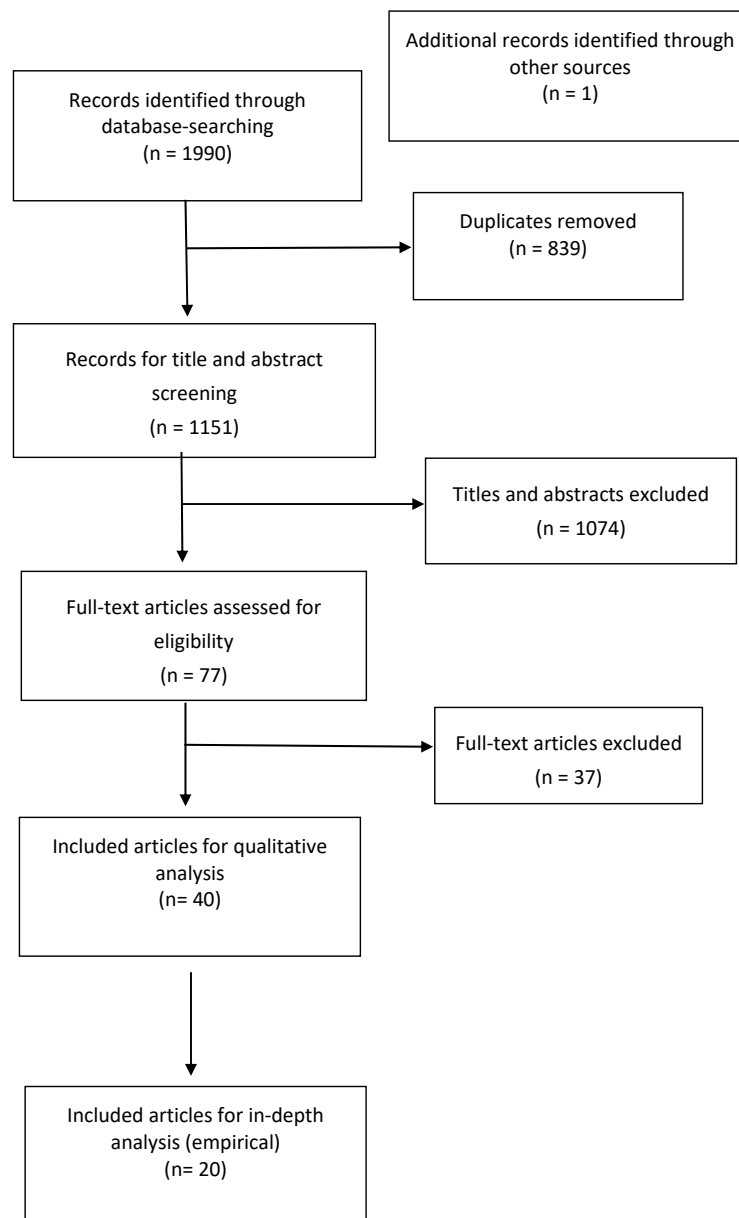 Additional records identified through
other sources
(n = 1)
Records identified through
database-searching
(n = 1990)
Duplicates removed
(n = 839)
Records for title and abstract
screening
(n = 1151)
Titles and abstracts excluded
(n = 1074)
Full-text articles assessed for
eligibility
(n = 77)
Full-text articles excluded
(n = 37)
Included articles for qualitative
analysis
(n= 40)
Included articles for in-depth
analysis (empirical)
(n= 20)